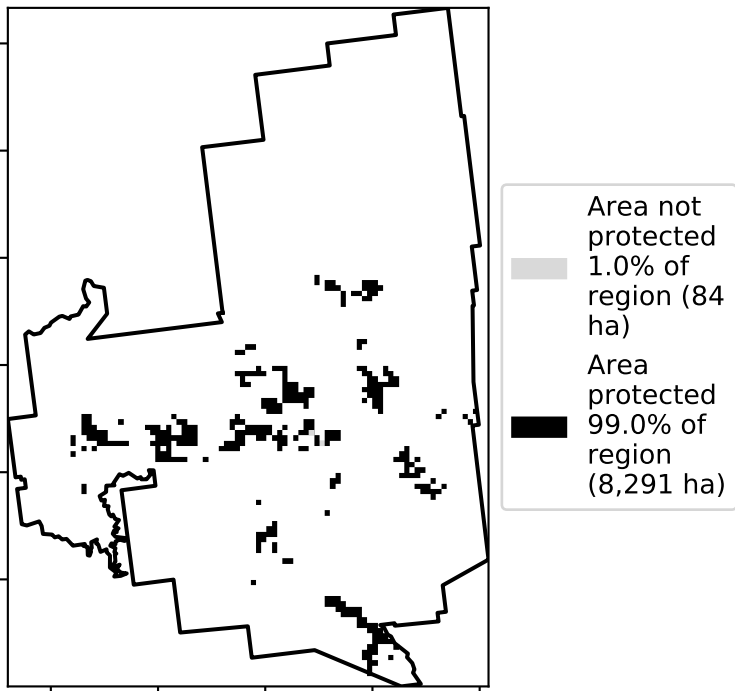 Area not
protected
1.0% of
region (84
ha)
Area
protected
99.0% of
region
(8,291 ha)